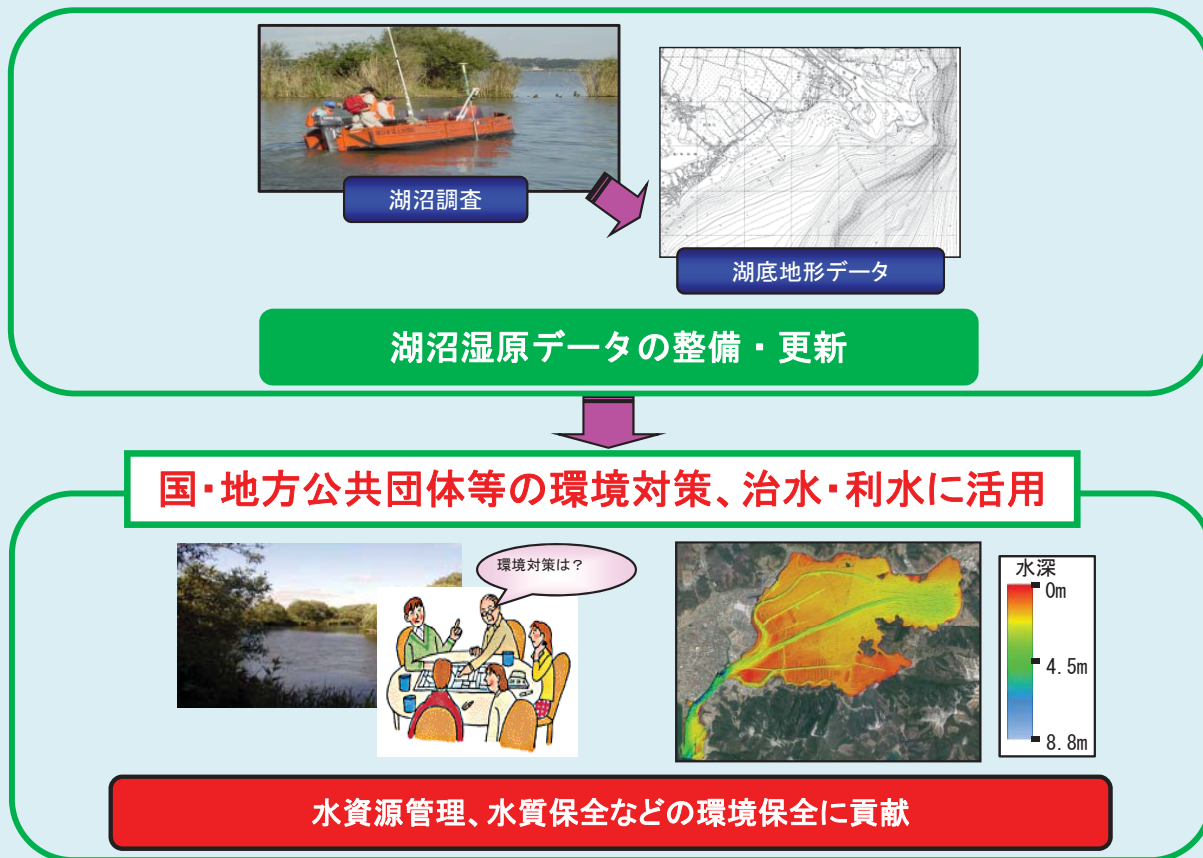 湖沼調査
湖底地形データ
湖沼湿原データの整備・更新
国・地方公共団体等の環境対策、治水・利水に活用
環境対策は?
水深
0m
4.5m
8.8m
水資源管理、水質保全などの環境保全に貢献